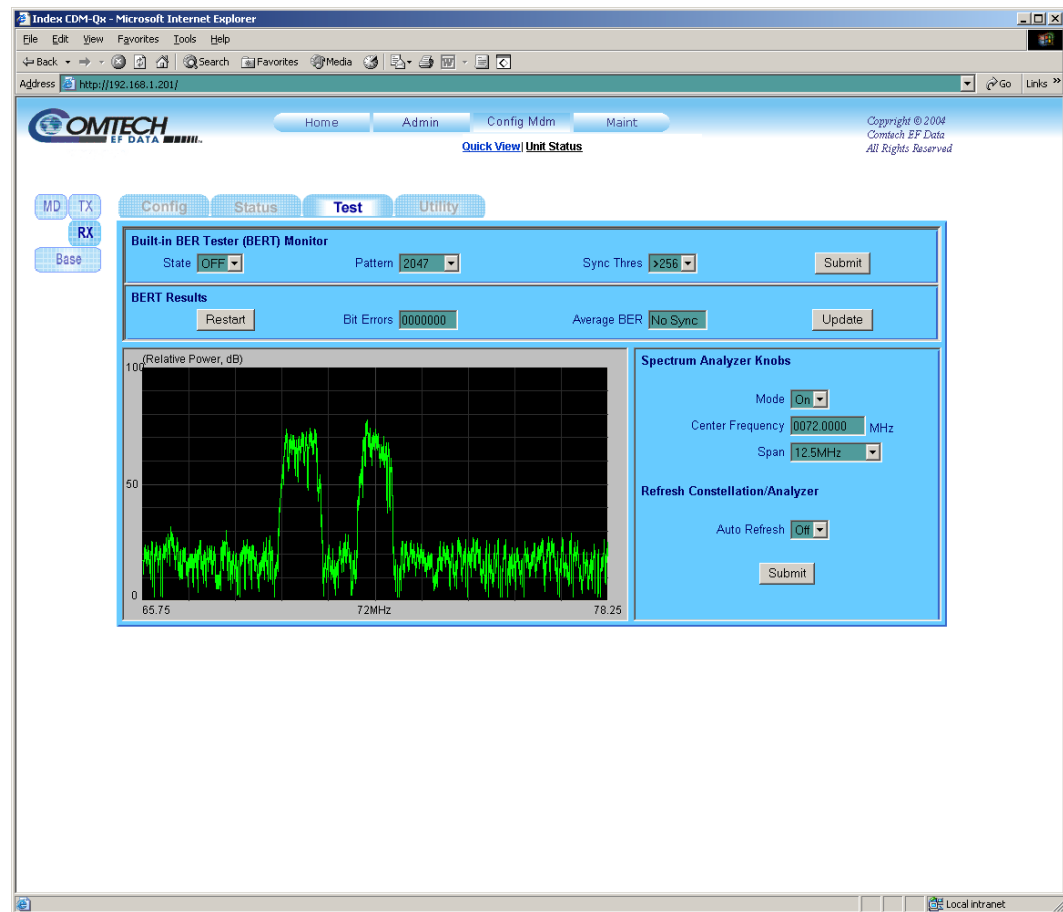 Index CDM-Qx - Microsoft Internet Explorer
File Edit View Favorites Tools Help
Back Search Favorites Media
Address http://192.168.1.201/ Go Links »
COMTECH
EF DATA
Home Admin Config Mdm Maint
Quick View| Unit Status
Copyright © 2004
Comtech EF Data
All Rights Reserved
MD TX
RX
Base
Config Status Test Utility
Built-in BER Tester (BERT) Monitor
State OFF Pattern 2047 Sync Thres >256 Submit
BERT Results
Restart Bit Errors 0000000 Average BER No Sync Update
(Relative Power, dB)
100
50
0
65.75 72MHz 78.25
Spectrum Analyzer Knobs
Mode On
Center Frequency 0072.0000 MHz
Span 12.5MHz
Refresh Constellation/Analyzer
Auto Refresh Off
Submit
Local intranet